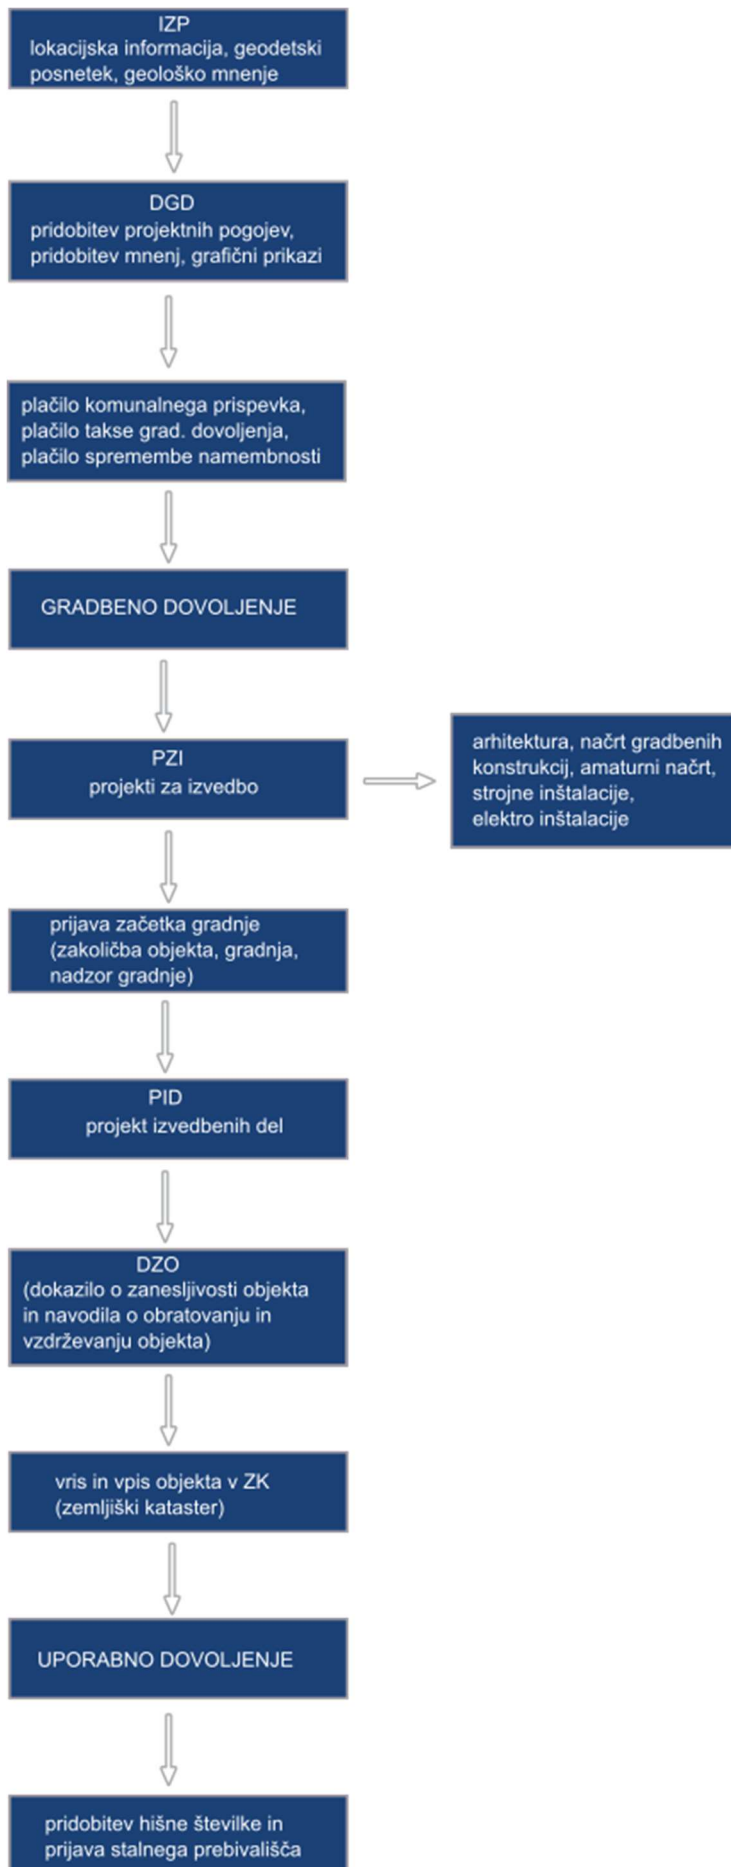 IZP
lokacijska informacija, geodetski
posnetek, geološko mnenje
DGD
pridobitev projektnih pogojev,
pridobitev mnenj, grafični prikazi
plačilo komunalnega prispevka,
plačilo takse grad. dovoljenja,
plačilo spremembe namembnosti
GRADBENO DOVOLJENJE
PZI
projekti za izvedbo
arhitektura, načrt gradbenih
konstrukcij, amaturni načrt,
strojne inštalacije,
elektro inštalacije
prijava začetka gradnje
(zakoličba objekta, gradnja,
nadzor gradnje)
PID
projekt izvedbenih del
DZO
(dokazilo o zanesljivosti objekta
in navodila o obratovanju in
vzdrževanju objekta)
vris in vpis objekta v ZK
(zemljiški kataster)
UPORABNO DOVOLJENJE
pridobitev hišne številke in
prijava stalnega prebivališča